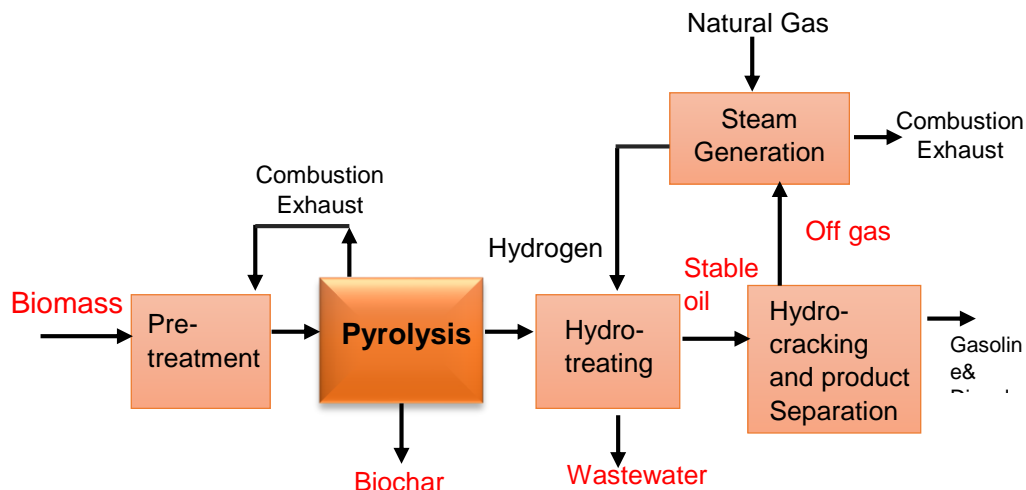 Natural Gas
Steam
Generation
Combustion
Exhaust
Combustion
Exhaust
Off gas
Hydrogen
Stable
oil
Biomass
Pre-
treatment
Pyrolysis
Hydro-
treating
Hydro-
cracking
and product
Separation
Gasolin
e&
Biochar
Wastewater